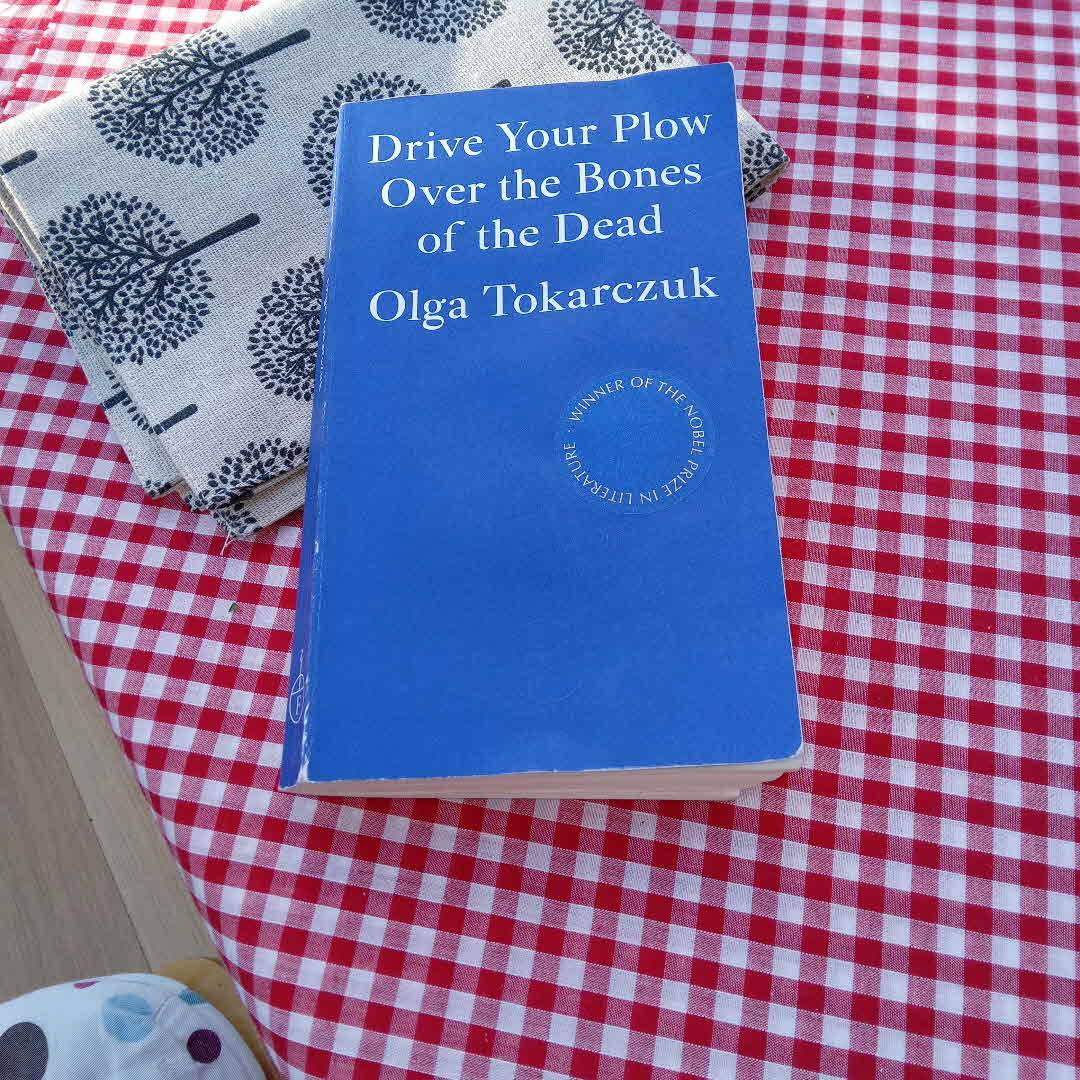 Drive Your Plow
Over the Bones
of the Dead
Olga Tokarczuk
· WINNER OF THE NOBEL PRIZE IN LITERATURE